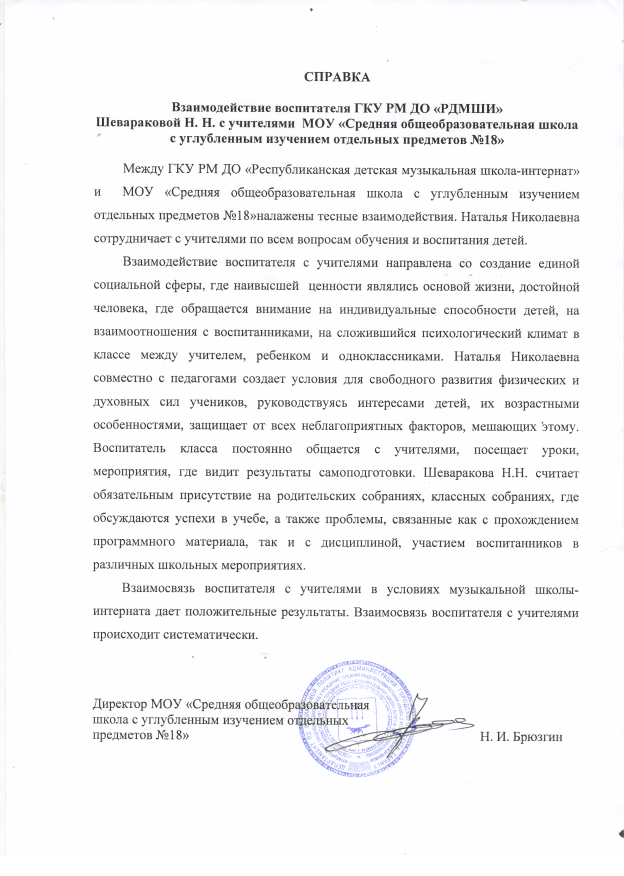 СПРАВКА
Взаимодействие воспитателя ГКУ РМ ДО «РДМШИ»
Шевараковой Н. Н. с учителями МОУ «Средняя общеобразовательная школа
с углубленным изучением отдельных предметов №18»
Между ГКУ РМ ДО «Республиканская детская музыкальная школа-интернат»
и МОУ «Средняя общеобразовательная школа с углубленным изучением
отдельных предметов №18»налажены тесные взаимодействия. Наталья Николаевна
сотрудничает с учителями по всем вопросам обучения и воспитания детей.
Взаимодействие воспитателя с учителями направлена со создание единой
социальной сферы, где наивысшей ценности являлись основой жизни, достойной
человека, где обращается внимание на индивидуальные способности детей, на
взаимоотношения с воспитанниками, на сложившийся психологический климат в
классе между учителем, ребенком и одноклассниками. Наталья Николаевна
совместно с педагогами создает условия для свободного развития физических и
духовных сил учеников, руководствуясь интересами детей, их возрастными
особенностями, защищает от всех неблагоприятных факторов, мешающих этому.
Воспитатель класса постоянно общается с учителями, посещает уроки,
мероприятия, где видит результаты самоподготовки. Шеваракова Н.Н. считает
обязательным присутствие на родительских собраниях, классных собраниях, где
обсуждаются успехи в учебе, а также проблемы, связанные как с прохождением
программного материала, так и с дисциплиной, участием воспитанников в
различных школьных мероприятиях.
Взаимосвязь воспитателя с учителями в условиях музыкальной школы-
интерната дает положительные результаты. Взаимосвязь воспитателя с учителями
происходит систематически.
Директор МОУ «Средняя общеобразовательная
школа с углубленным изучением отдельных
предметов №18»
Н. И. Брюзгин